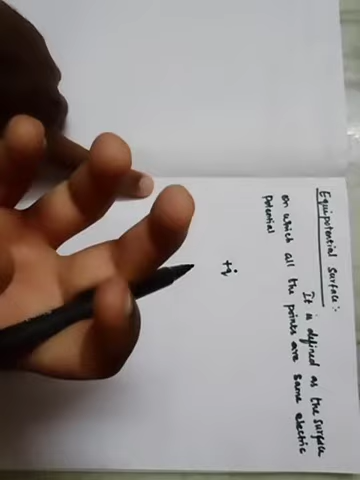 Equipotential Surface :-
It is defined as the surface
on which all the points are same electric
potential